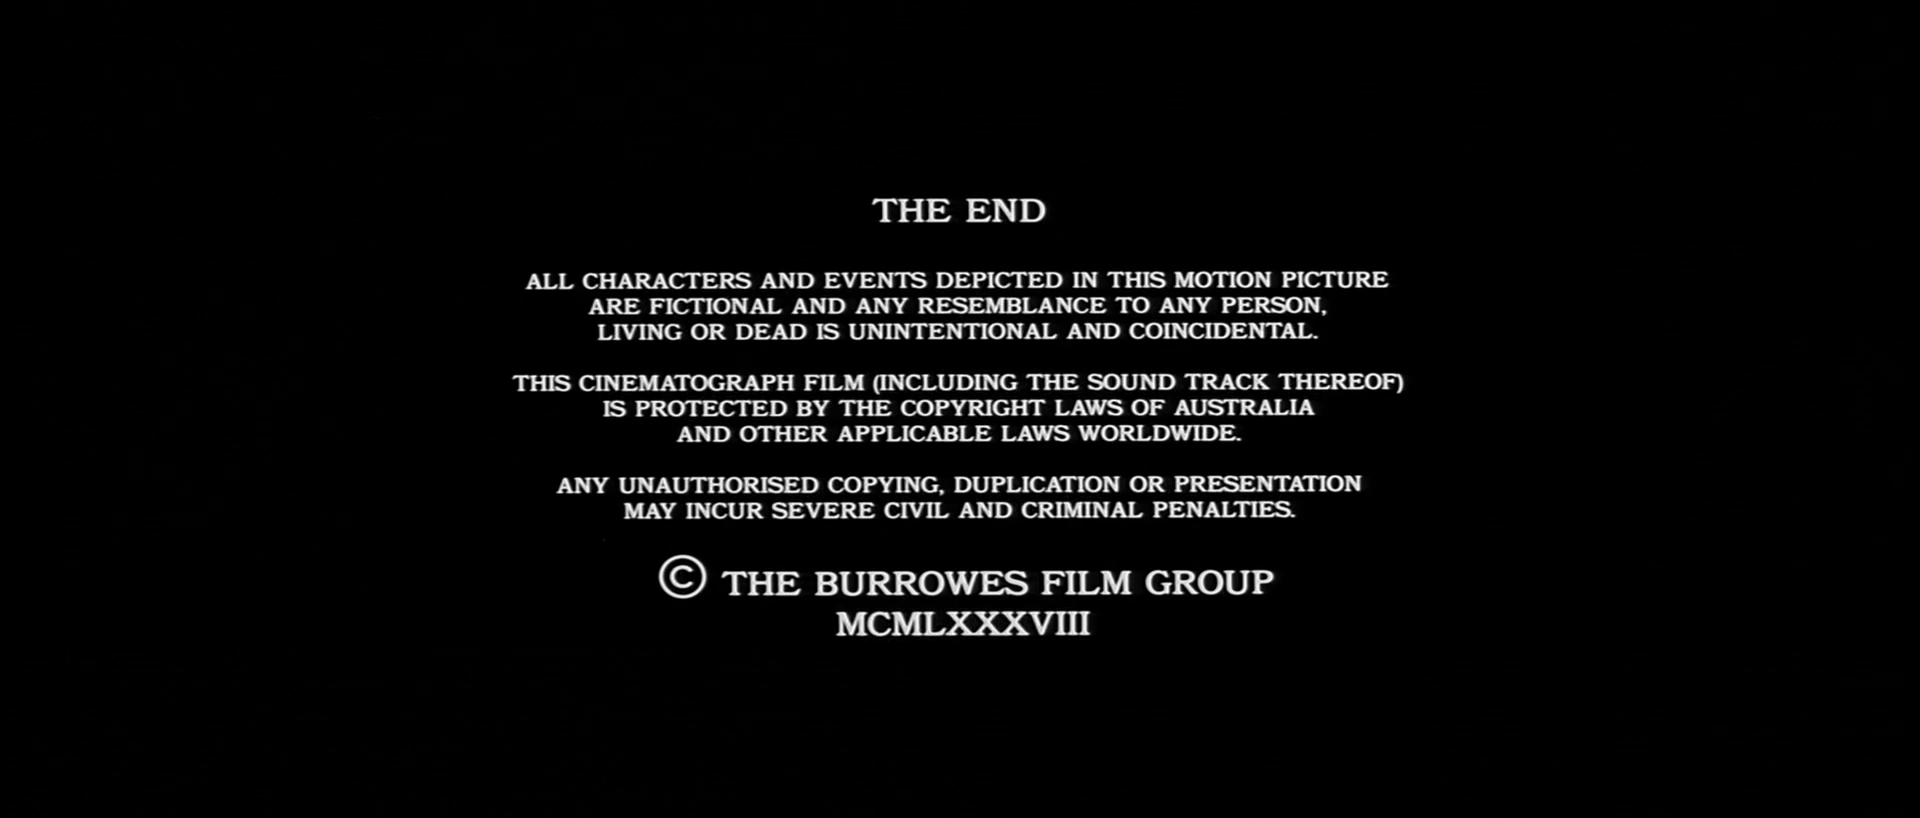 THE END
ALL CHARACTERS AND EVENTS DEPICTED IN THIS MOTION PICTURE
ARE FICTIONAL AND ANY RESEMBLANCE TO ANY PERSON,
LIVING OR DEAD IS UNINTENTIONAL AND COINCIDENTAL.
THIS CINEMATOGRAPH FILM (INCLUDING THE SOUND TRACK THEREOF)
IS PROTECTED BY THE COPYRIGHT LAWS OF AUSTRALIA
AND OTHER APPLICABLE LAWS WORLDWIDE.
ANY UNAUTHORISED COPYING, DUPLICATION OR PRESENTATION
MAY INCUR SEVERE CIVIL AND CRIMINAL PENALTIES.
© THE BURROWES FILM GROUP
MCMLXXXVIII